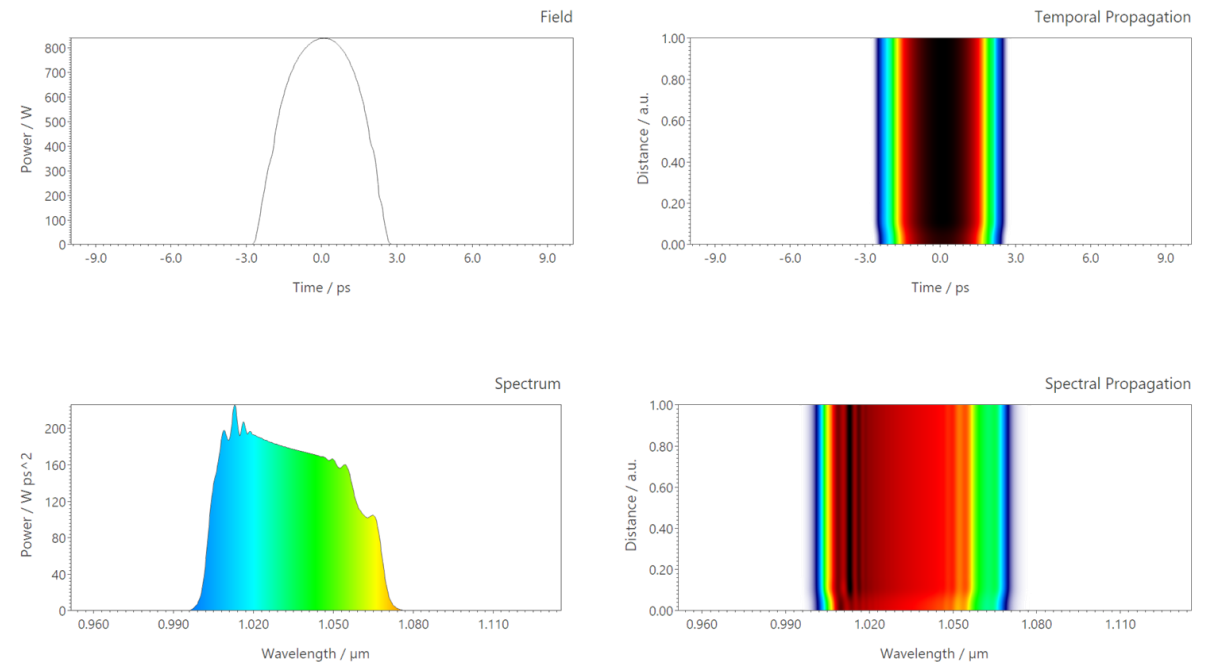 Field
800
700
600
500
400
300
200
100
0
Power / W
-9.0 -6.0 -3.0 0.0 3.0 6.0 9.0
Time / ps
Temporal Propagation
1.00
0.80
0.60
0.40
0.20
0.00
Distance / a.u.
-9.0 -6.0 -3.0 0.0 3.0 6.0 9.0
Time / ps
Spectrum
200
160
120
80
40
0
Power / W ps^2
0.960 0.990 1.020 1.050 1.080 1.110
Wavelength / µm
Spectral Propagation
1.00
0.80
0.60
0.40
0.20
0.00
Distance / a.u.
0.960 0.990 1.020 1.050 1.080 1.110
Wavelength / µm